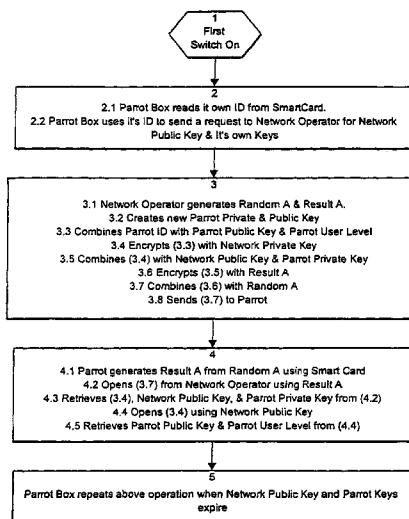 1
First
Switch On
2
2.1 Parrot Box reads it own ID from SmartCard.
2.2 Parrot Box uses it's ID to send a request to Network Operator for Network
Public Key & It's own Keys
3
3.1 Network Operator generates Random A & Result A.
3.2 Creates new Parrot Private & Public Key
3.3 Combines Parrot ID with Parrot Public Key & Parrot User Level
3.4 Encrypts (3.3) with Network Private Key
3.5 Combines (3.4) with Network Public Key & Parrot Private Key
3.6 Encrypts (3.5) with Result A
3.7 Combines (3.6) with Random A
3.8 Sends (3.7) to Parrot
4
4.1 Parrot generates Result A from Random A using Smart Card
4.2 Opens (3.7) from Network Operator using Result A
4.3 Retrieves (3.4), Network Public Key, & Parrot Private Key from (4.2)
4.4 Opens (3.4) using Network Public Key
4.5 Retrieves Parrot Public Key & Parrot User Level from (4.4)
5
Parrot Box repeats above operation when Network Public Key and Parrot Keys
expire